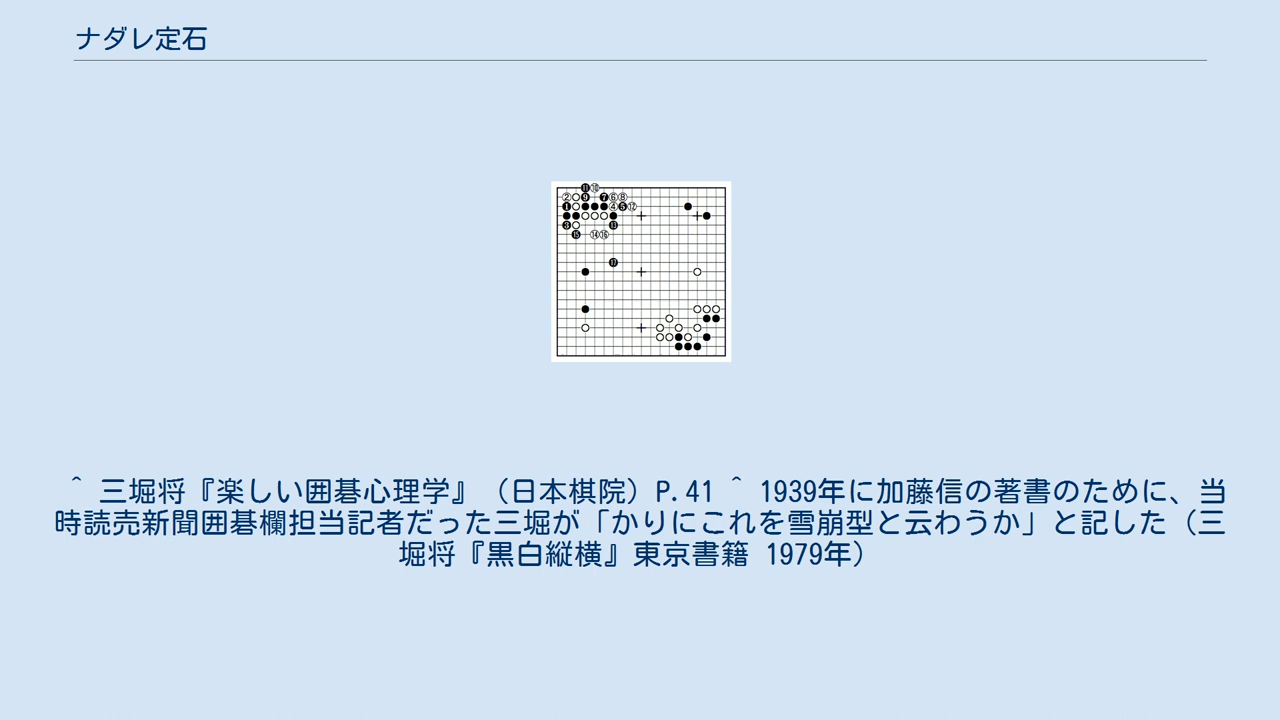 ナダレ定石
^ 三堀将『楽しい囲碁心理学』（日本棋院）P.41 ^ 1939年に加藤信の著書のために、当
時読売新聞囲碁欄担当記者だった三堀が「かりにこれを雪崩型と云わうか」と記した（三
堀将『黒白縦横』東京書籍 1979年）